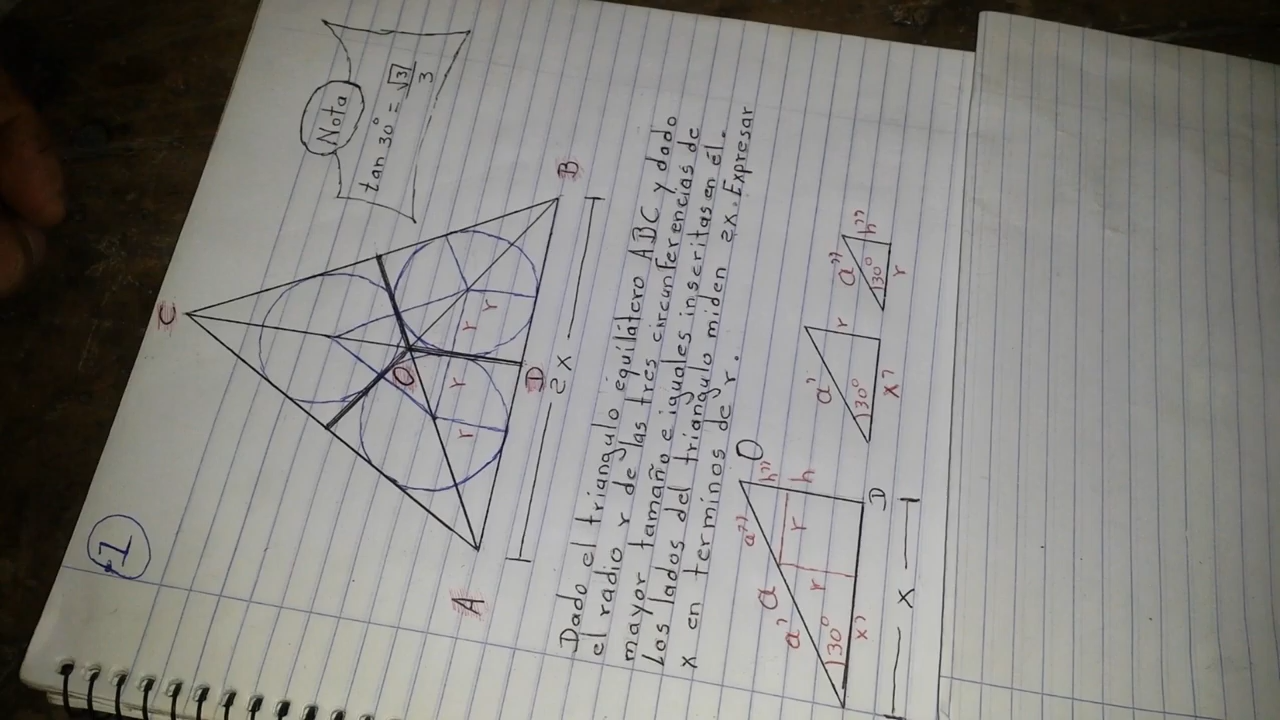 1
Nota
tan 30° = √3/3
C
O
r r r r
A D B
2x
Dado el triangulo equilátero ABC y dado
el radio r de las tres circunferencias de
mayor tamaño e iguales inscritas en él.
Los lados del triangulo miden 2x. Expresar
x en terminos de r.
O
a'' h''
a
a' r h
r
30° x' D
x
a' r
30°
x'
a'' h''
30°
r